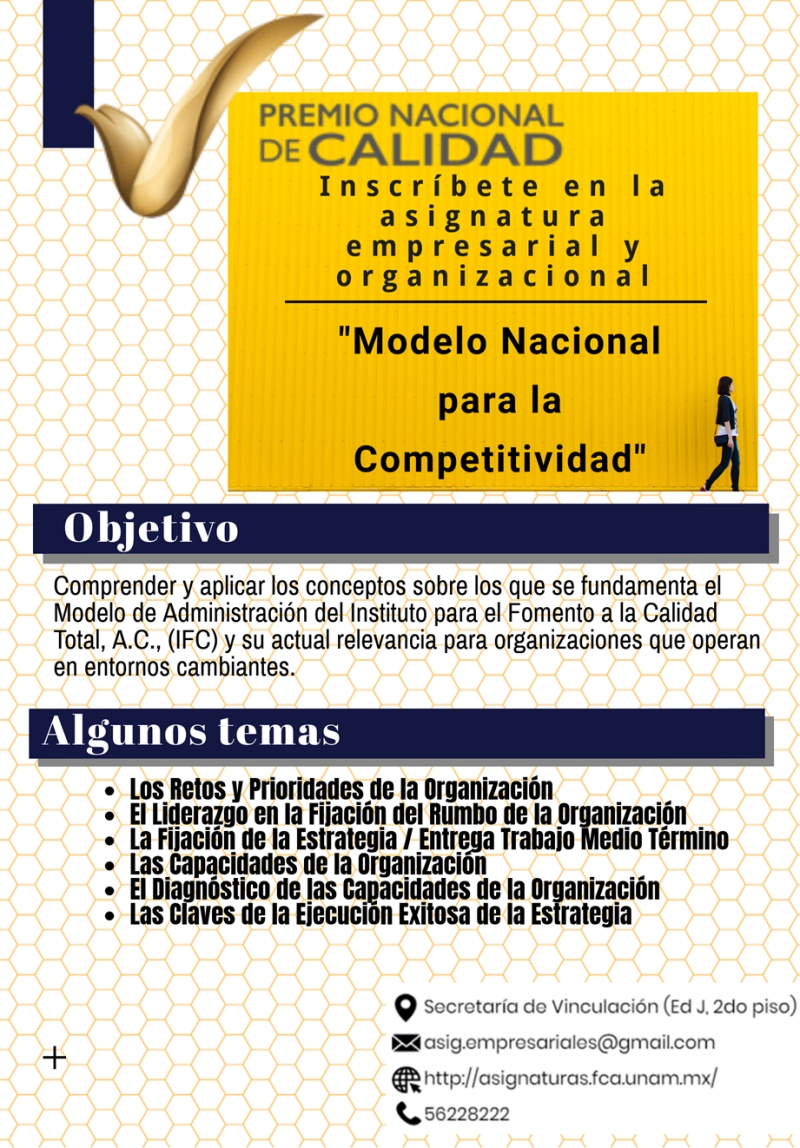 PREMIO NACIONAL
DE CALIDAD
Inscríbete en la
asignatura
empresarial y
organizacional
"Modelo Nacional
para la
Competitividad"
Objetivo
Comprender y aplicar los conceptos sobre los que se fundamenta el
Modelo de Administración del Instituto para el Fomento a la Calidad
Total, A.C., (IFC) y su actual relevancia para organizaciones que operan
en entornos cambiantes.
Algunos temas
• Los Retos y Prioridades de la Organización
• El Liderazgo en la Fijación del Rumbo de la Organización
• La Fijación de la Estrategia / Entrega Trabajo Medio Término
• Las Capacidades de la Organización
• El Diagnóstico de las Capacidades de la Organización
• Las Claves de la Ejecución Exitosa de la Estrategia
Secretaría de Vinculación (Ed J, 2do piso)
asig.empresariales@gmail.com
http://asignaturas.fca.unam.mx/
56228222